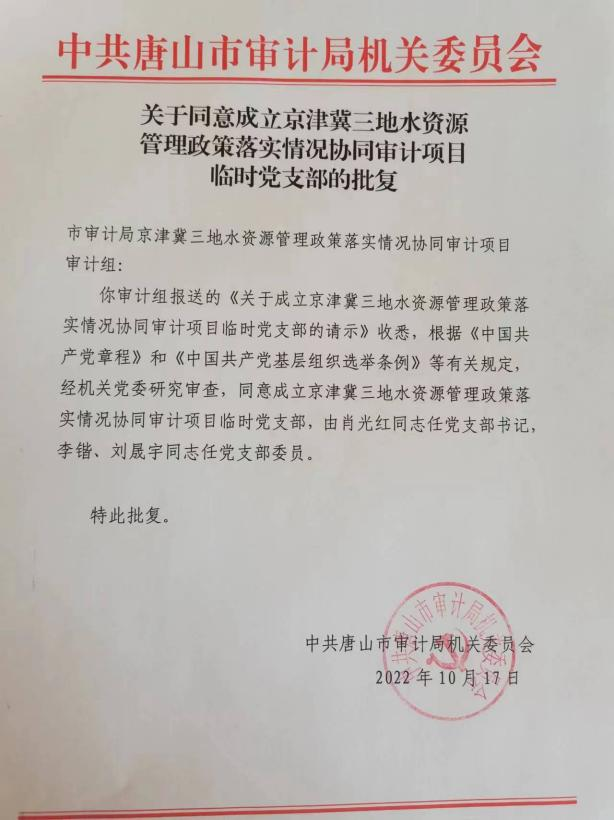 中共唐山市审计局机关委员会
关于同意成立京津冀三地水资源
管理政策落实情况协同审计项目
临时党支部的批复
市审计局京津冀三地水资源管理政策落实情况协同审计项目
审计组：
你审计组报送的《关于成立京津冀三地水资源管理政策落
实情况协同审计项目临时党支部的请示》收悉，根据《中国共
产党章程》和《中国共产党基层组织选举条例》等有关规定，
经机关党委研究审查，同意成立京津冀三地水资源管理政策落
实情况协同审计项目临时党支部，由肖光红同志任党支部书记，
李锴、刘晟宇同志任党支部委员。
特此批复。
中共唐山市审计局机关委员会
2022年10月17日
中共唐山市审计局机关委员会